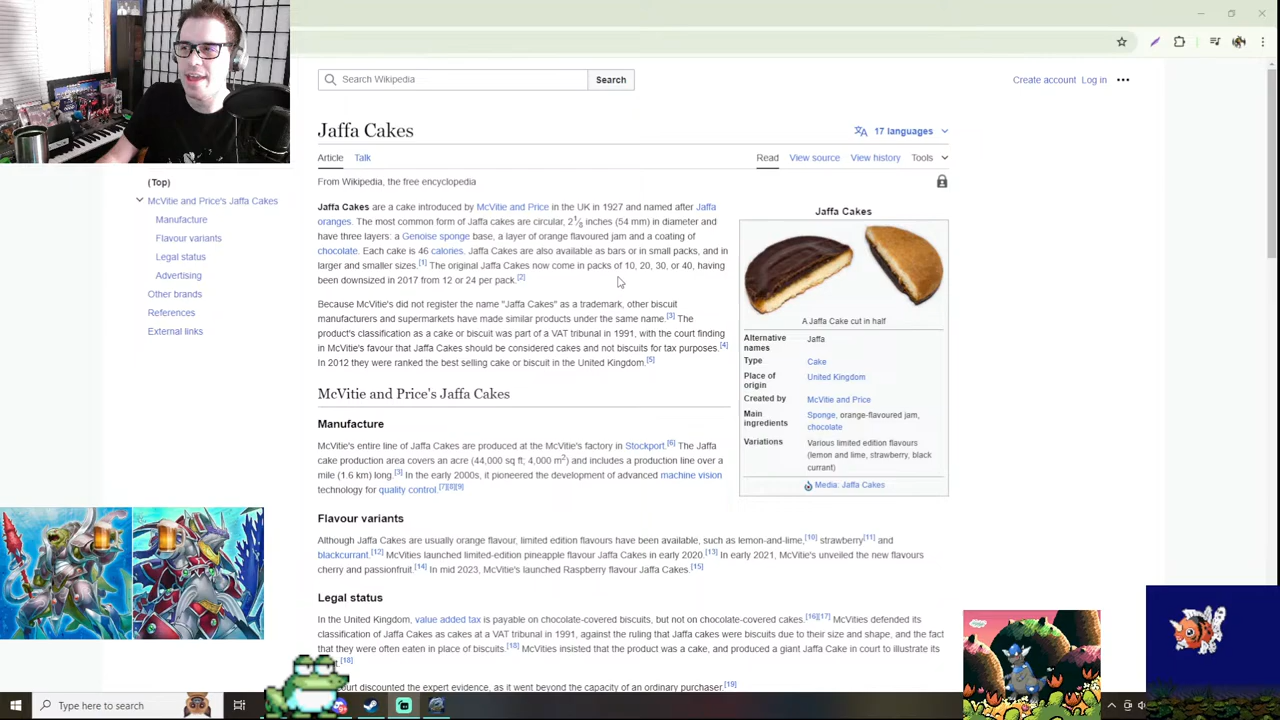 Search Wikipedia
Search
Create account Log in
Jaffa Cakes
17 languages
Article Talk
Read View source View history Tools
From Wikipedia, the free encyclopedia
(Top)
McVitie and Price's Jaffa Cakes
Manufacture
Flavour variants
Legal status
Advertising
Other brands
References
External links
Jaffa Cakes are a cake introduced by McVitie and Price in the UK in 1927 and named after Jaffa
oranges. The most common form of Jaffa cakes are circular, 2 1⁄8 inches (54 mm) in diameter and
have three layers: a Genoise sponge base, a layer of orange flavoured jam and a coating of
chocolate. Each cake is 46 calories. Jaffa Cakes are also available as bars or in small packs, and in
larger and smaller sizes.[1] The original Jaffa Cakes now come in packs of 10, 20, 30, or 40, having
been downsized in 2017 from 12 or 24 per pack.[2]
Because McVitie's did not register the name "Jaffa Cakes" as a trademark, other biscuit
manufacturers and supermarkets have made similar products under the same name.[3] The
product's classification as a cake or biscuit was part of a VAT tribunal in 1991, with the court finding
in McVitie's favour that Jaffa Cakes should be considered cakes and not biscuits for tax purposes.[4]
In 2012 they were ranked the best selling cake or biscuit in the United Kingdom.[5]
Jaffa Cakes
A Jaffa Cake cut in half
Alternative names Jaffa
Type Cake
Place of origin United Kingdom
Created by McVitie and Price
Main ingredients Sponge, orange-flavoured jam, chocolate
Variations Various limited edition flavours (lemon and lime, strawberry, black currant)
Media: Jaffa Cakes
McVitie and Price's Jaffa Cakes
Manufacture
McVitie's entire line of Jaffa Cakes are produced at the McVitie's factory in Stockport.[6] The Jaffa
cake production area covers an acre (44,000 sq ft; 4,000 m2) and includes a production line over a
mile (1.6 km) long.[3] In the early 2000s, it pioneered the development of advanced machine vision
technology for quality control.[7][8][9]
Flavour variants
Although Jaffa Cakes are usually orange flavour, limited edition flavours have been available, such as lemon-and-lime,[10] strawberry[11] and
blackcurrant.[12] McVities launched limited-edition pineapple flavour Jaffa Cakes in early 2020.[13] In early 2021, McVitie's unveiled the new flavours
cherry and passionfruit.[14] In mid 2023, McVitie's launched Raspberry flavour Jaffa Cakes.[15]
Legal status
In the United Kingdom, value added tax is payable on chocolate-covered biscuits, but not on chocolate-covered cakes.[16][17] McVities defended its
classification of Jaffa Cakes as cakes at a VAT tribunal in 1991, against the ruling that Jaffa cakes were biscuits due to their size and shape, and the fact
that they were often eaten in place of biscuits.[18] McVities insisted that the product was a cake, and produced a giant Jaffa Cake in court to illustrate its
[18]
court discounted the expert evidence, as it went beyond the capacity of an ordinary purchaser.[19]
Type here to search